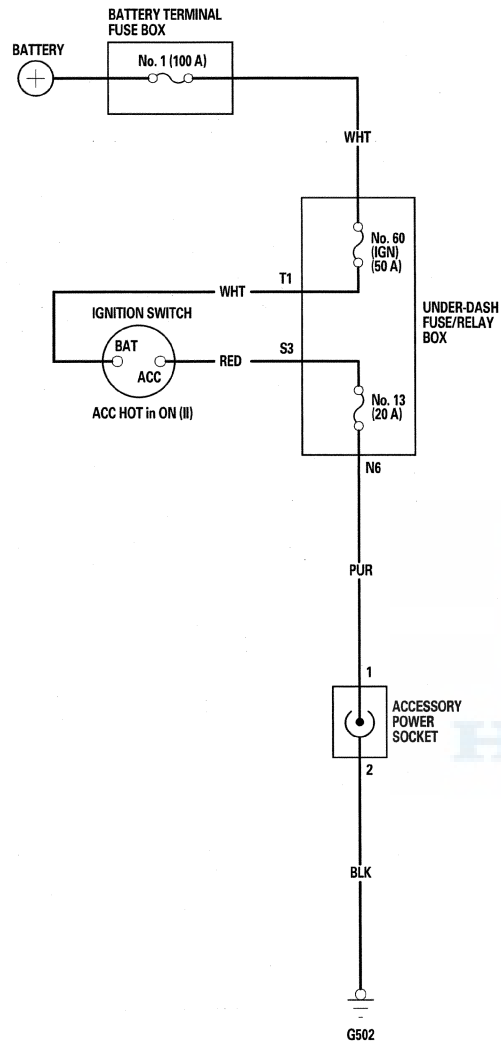 BATTERY TERMINAL
FUSE BOX
BATTERY
No. 1 (100 A)
WHT
No. 60
(IGN)
(50 A)
T1
WHT
UNDER-DASH
FUSE/RELAY
BOX
IGNITION SWITCH
BAT
ACC
RED
S3
ACC HOT in ON (II)
No. 13
(20 A)
N6
PUR
1
ACCESSORY
POWER
SOCKET
2
BLK
G502
H